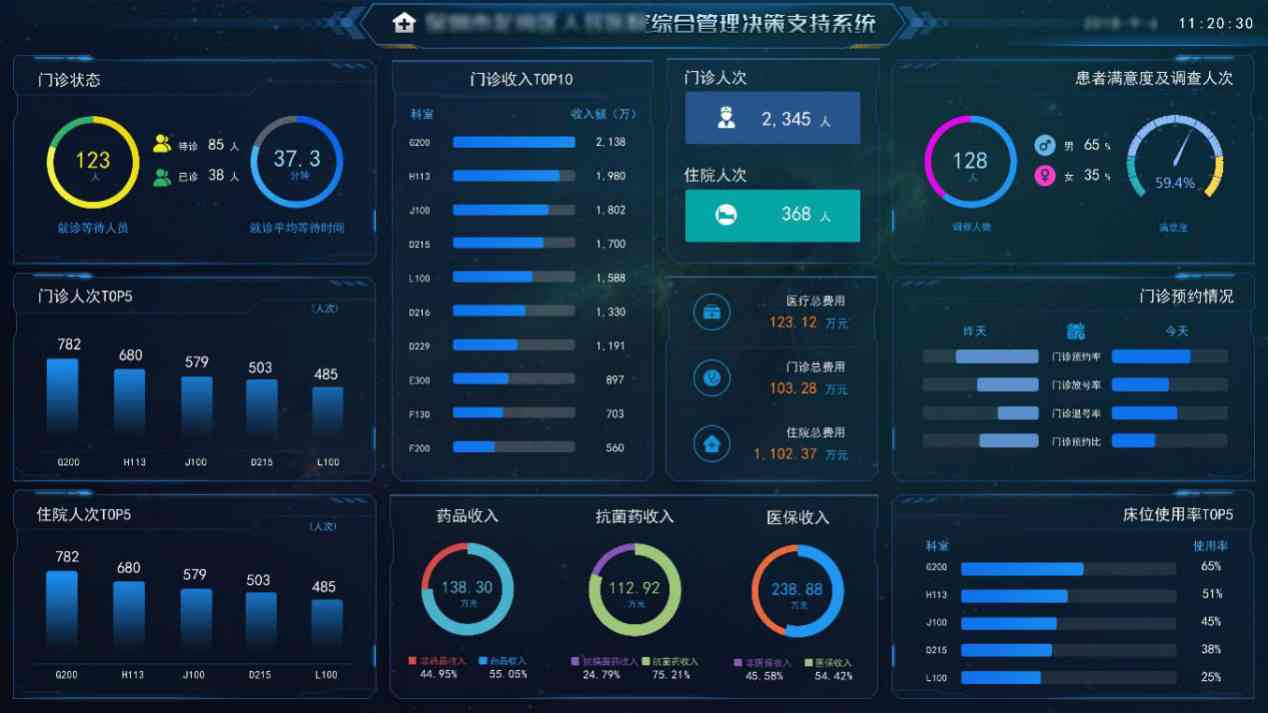 综合管理决策支持系统
11:20:30
门诊状态
123
人
待诊 85 人
已诊 38 人
就诊等待人员
37.3
分钟
就诊平均等待时间
门诊收入TOP10
科室 收入额（万）
G200 2,138
H113 1,980
J100 1,802
D215 1,700
L100 1,588
D216 1,330
D229 1,191
E300 897
F130 703
F200 560
门诊人次
2,345 人
住院人次
368 人
患者满意度及调查人次
128
人
男 65 %
女 35 %
调查人数
59.4%
满意度
门诊人次TOP5
(人次)
782 680 579 503 485
G200 H113 J100 D215 L100
医疗总费用
123.12 万元
门诊总费用
103.28 万元
住院总费用
1,102.37 万元
门诊预约情况
昨天 今天
门诊预约率
门诊放号率
门诊退号率
门诊预约比
住院人次TOP5
(人次)
782 680 579 503 485
G200 H113 J100 D215 L100
药品收入
138.30
万元
非药品收入 药品收入
44.95% 55.05%
抗菌药收入
112.92
万元
抗菌药收入
24.79% 75.21%
医保收入
238.88
万元
非医保收入 医保收入
45.58% 54.42%
床位使用率TOP5
科室 使用率
G200 65%
H113 51%
J100 45%
D215 38%
L100 25%